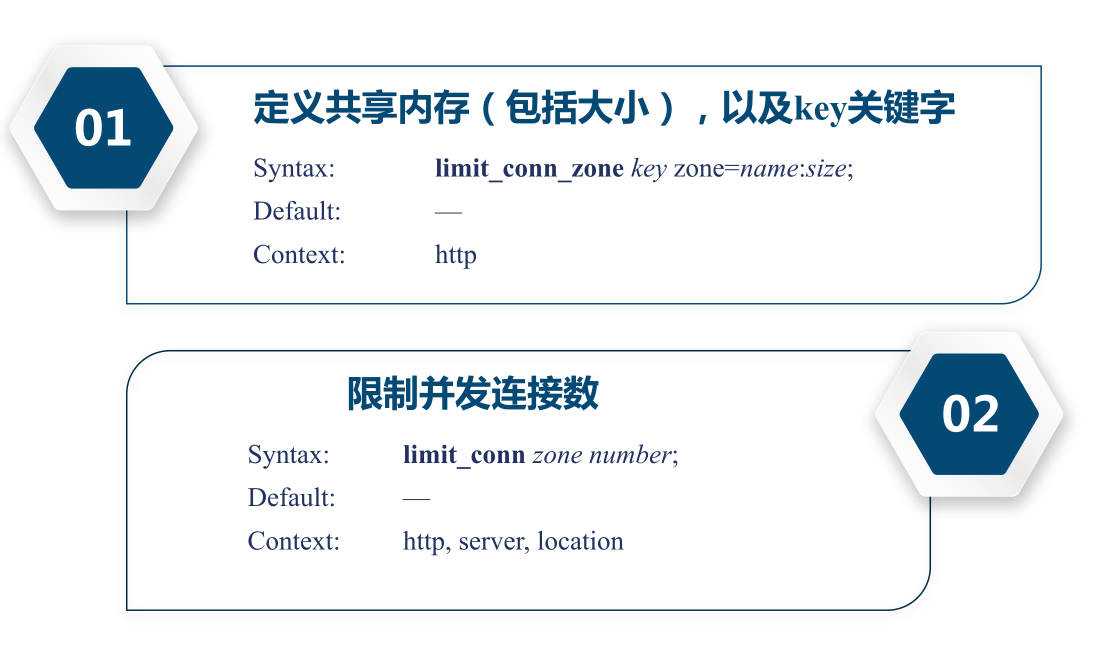 01
定义共享内存（包括大小），以及key关键字
Syntax: limit_conn_zone key zone=name:size;
Default: —
Context: http
限制并发连接数
02
Syntax: limit_conn zone number;
Default: —
Context: http, server, location